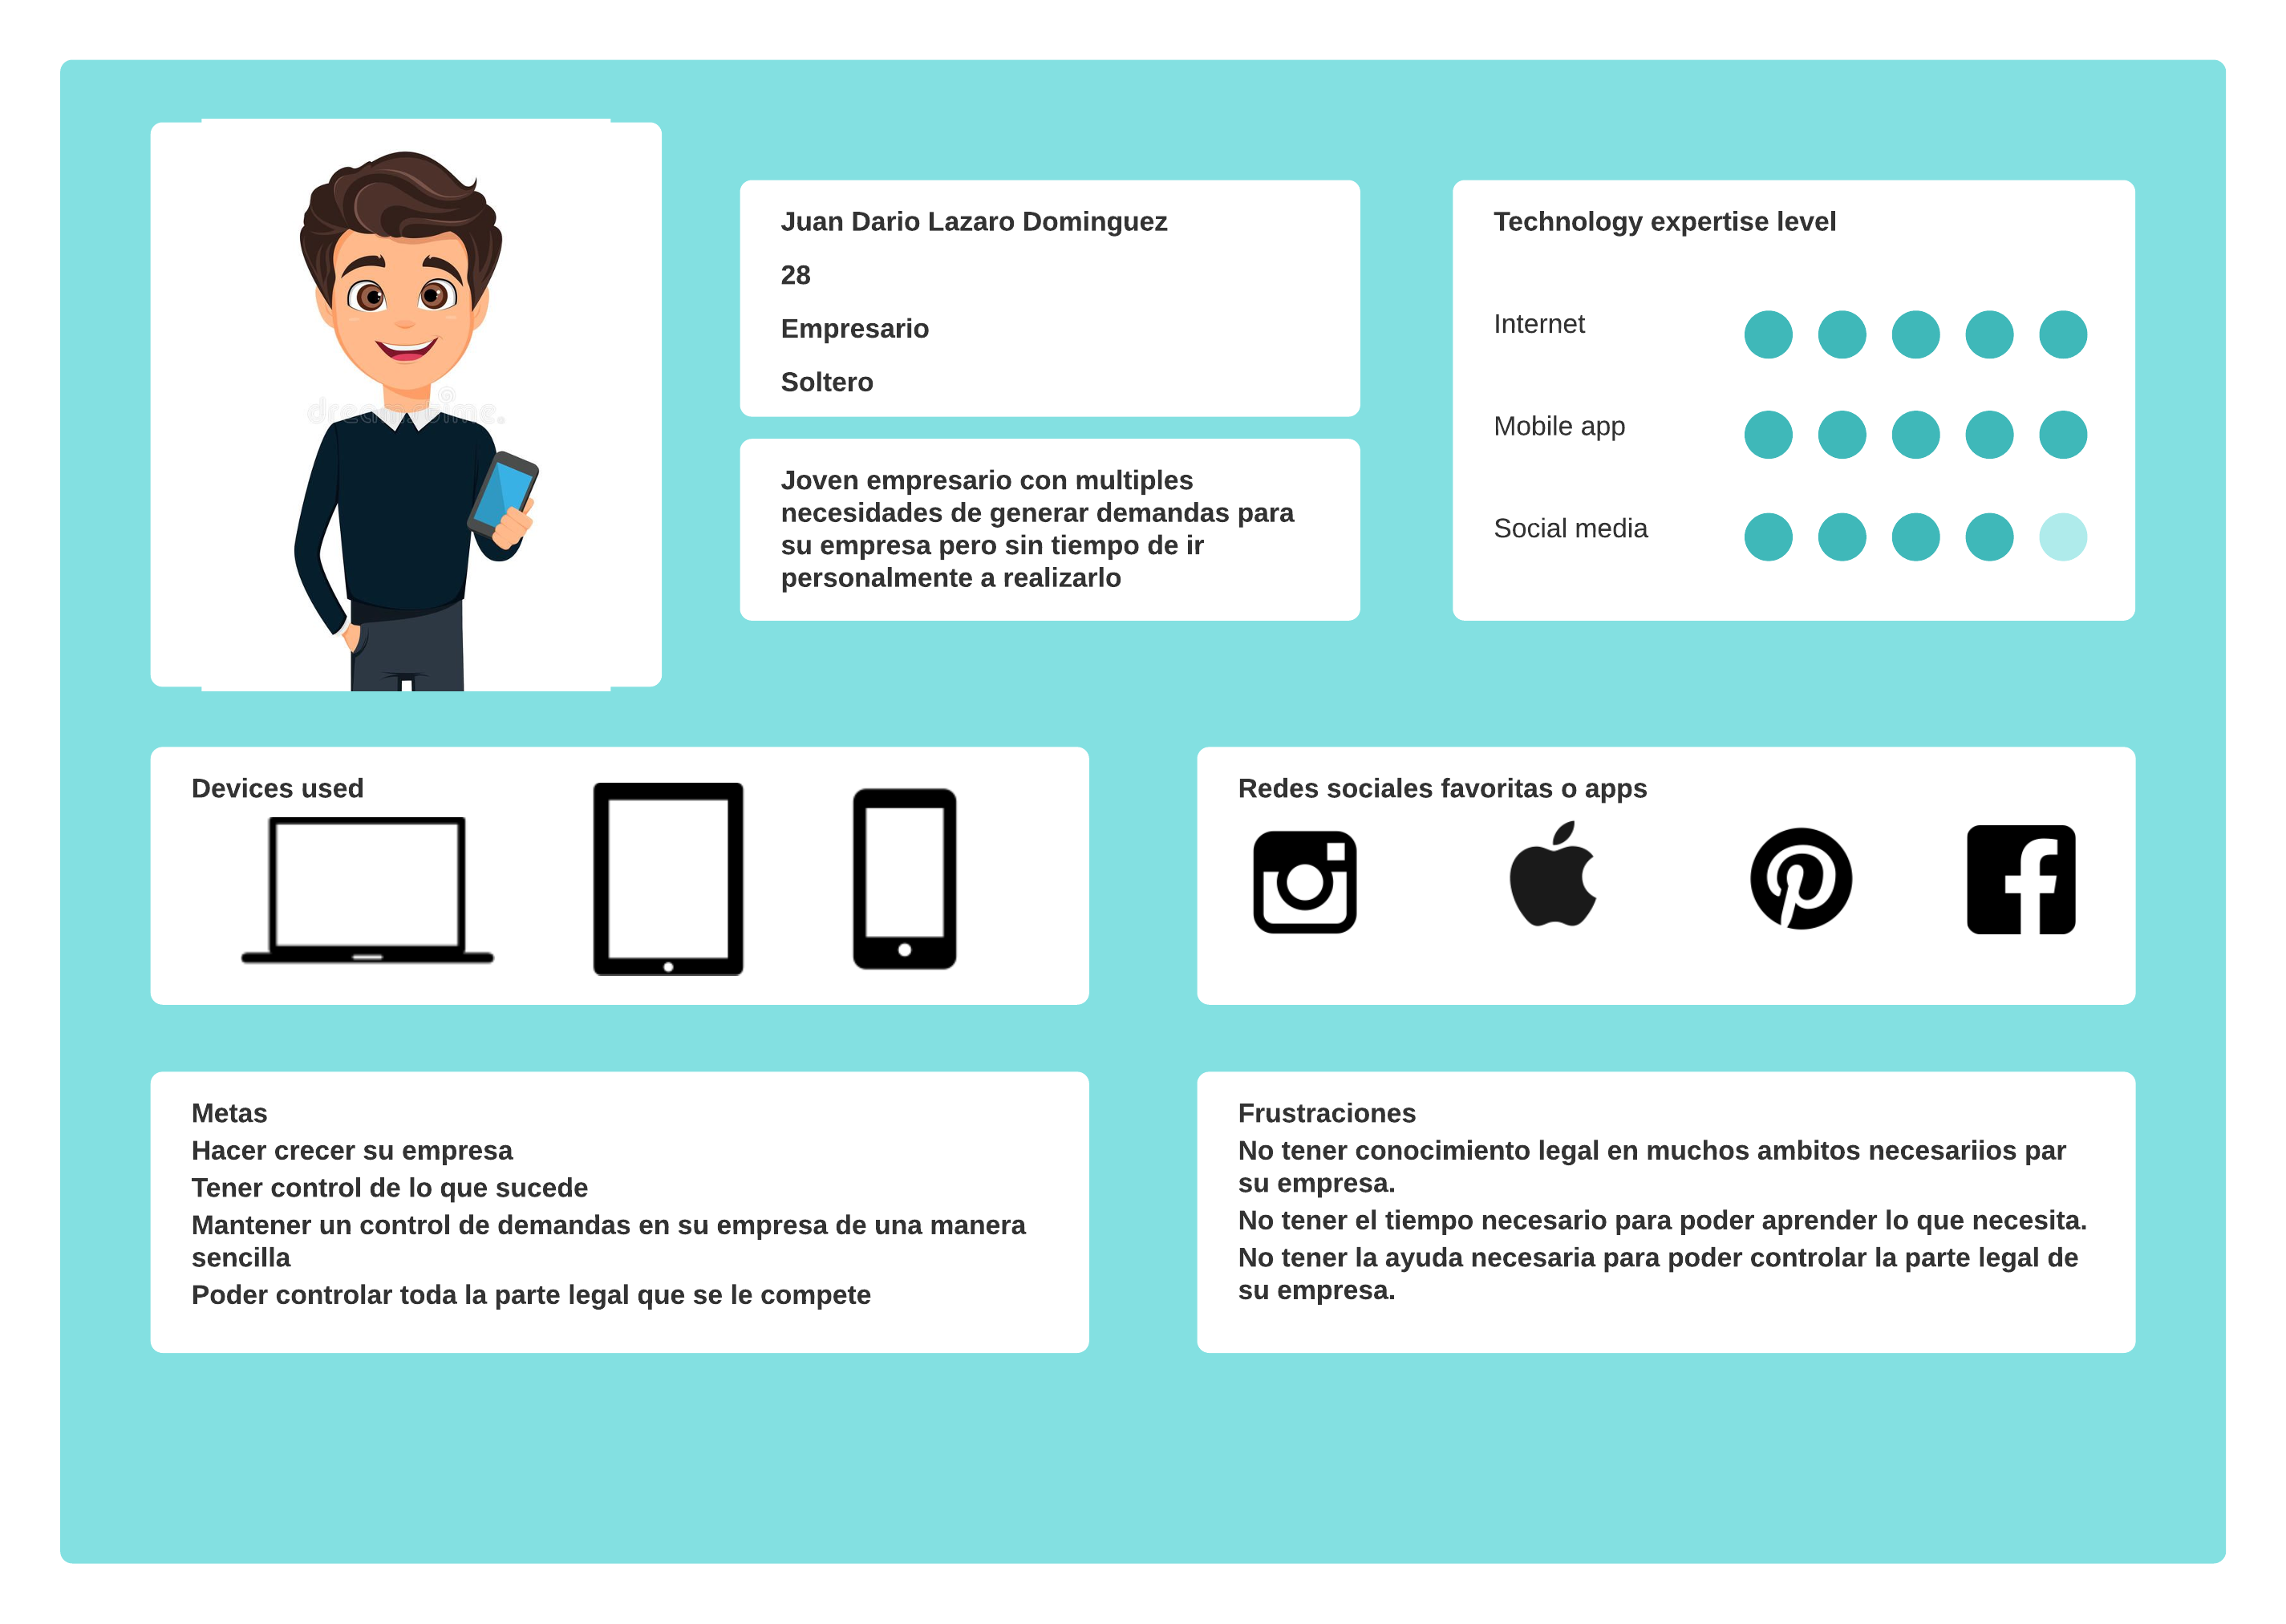 Juan Dario Lazaro Dominguez
28
Empresario
Soltero
Joven empresario con multiples
necesidades de generar demandas para
su empresa pero sin tiempo de ir
personalmente a realizarlo
Technology expertise level
Internet
Mobile app
Social media
Devices used
Redes sociales favoritas o apps
Metas
Hacer crecer su empresa
Tener control de lo que sucede
Mantener un control de demandas en su empresa de una manera
sencilla
Poder controlar toda la parte legal que se le compete
Frustraciones
No tener conocimiento legal en muchos ambitos necesariios par
su empresa.
No tener el tiempo necesario para poder aprender lo que necesita.
No tener la ayuda necesaria para poder controlar la parte legal de
su empresa.